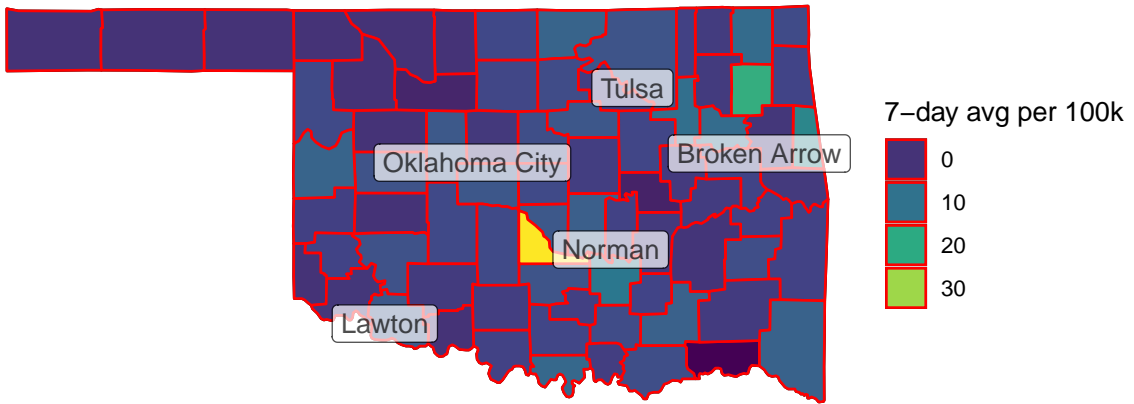 Tulsa
Oklahoma City
Broken Arrow
Norman
Lawton
7−day avg per 100k
0
10
20
30